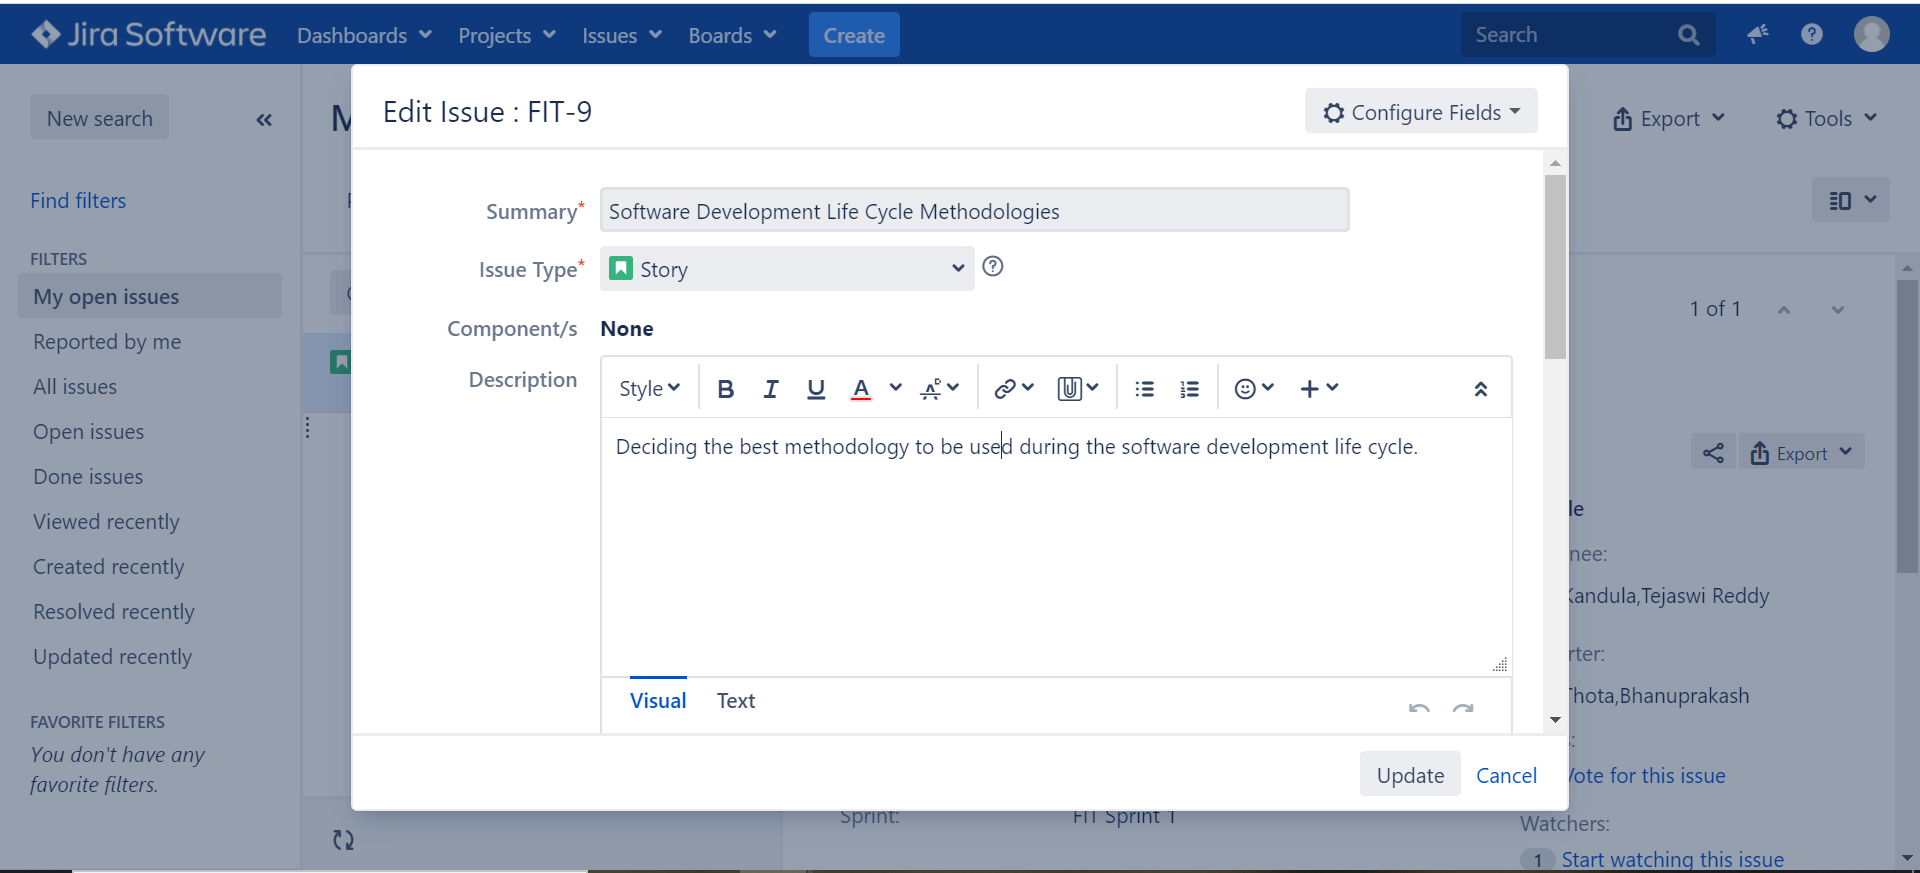 Jira Software Dashboards Projects Issues Boards Create Search
New search
Find filters
FILTERS
My open issues
Reported by me
All issues
Open issues
Done issues
Viewed recently
Created recently
Resolved recently
Updated recently
FAVORITE FILTERS
You don't have any
favorite filters.
Edit Issue : FIT-9
Configure Fields
Summary* Software Development Life Cycle Methodologies
Issue Type* Story
Component/s None
Description
Style B I U A
Deciding the best methodology to be used during the software development life cycle.
Visual Text
Update Cancel
Export Tools
1 of 1
Export
le
nee:
Kandula,Tejaswi Reddy
rter:
Thota,Bhanuprakash
Vote for this issue
Sprint: FIT Sprint 1
Watchers:
1 Start watching this issue